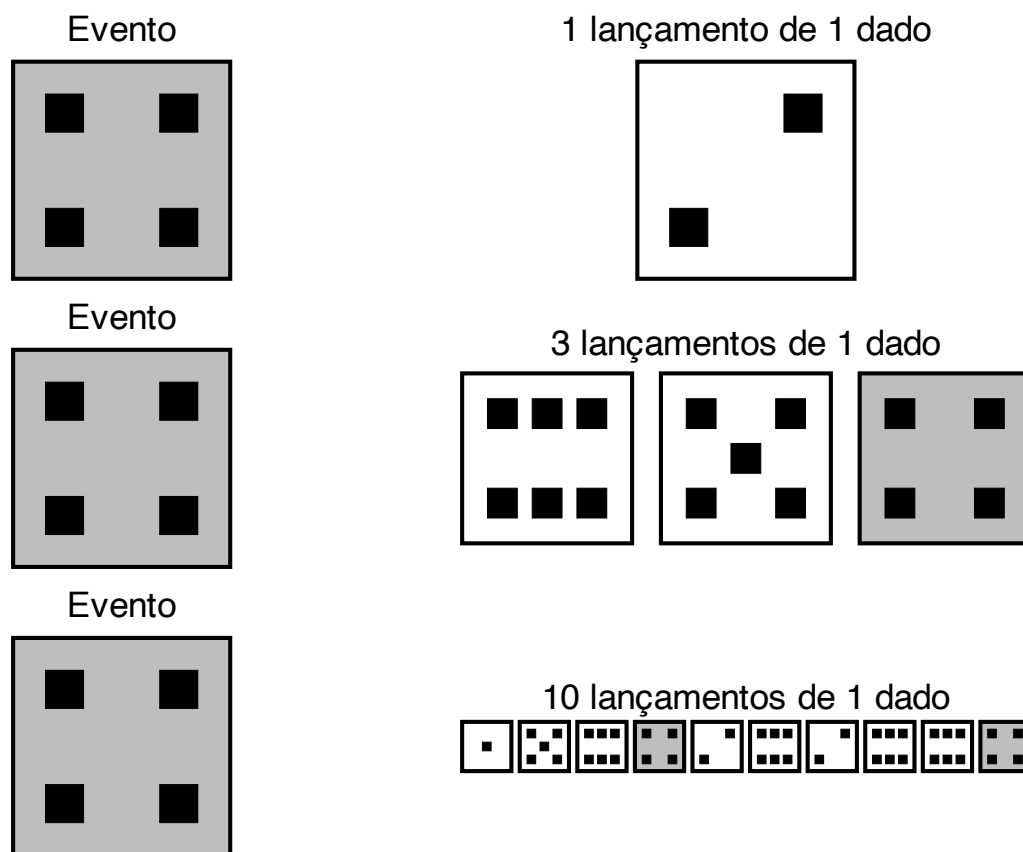 Evento
1 lançamento de 1 dado
Evento
3 lançamentos de 1 dado
Evento
10 lançamentos de 1 dado